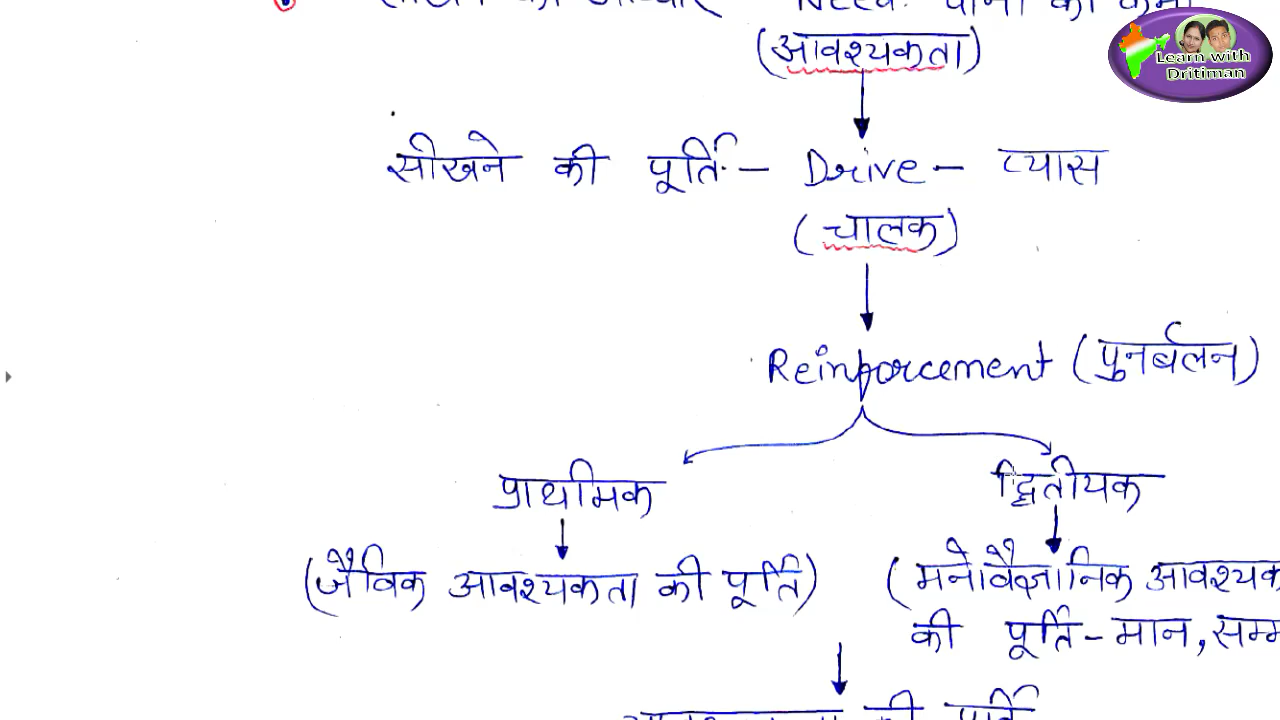 की
(आवश्यकता)
सीखने की पूर्ति:- Drive- प्यास
(चालक)
Reinforcement (पुनर्बलन)
प्राथमिक द्वितीयक
(जैविक आवश्यकता की पूर्ति) (मनोवैज्ञानिक
की पूर्ति-मान,
की पूर्ति
Learn with
Dritiman